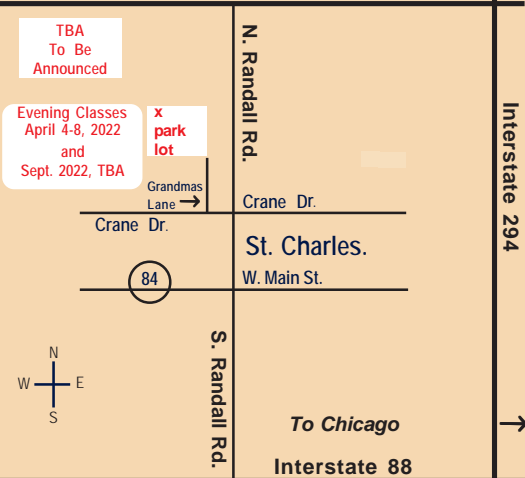 TBA
To Be
Announced
Evening Classes
April 4-8, 2022
and
Sept. 2022, TBA
x
park
lot
N. Randall Rd.
Interstate 294
Grandmas
Lane →
Crane Dr.
Crane Dr.
St. Charles.
84
W. Main St.
N
W E
S
S. Randall Rd.
To Chicago
→
Interstate 88